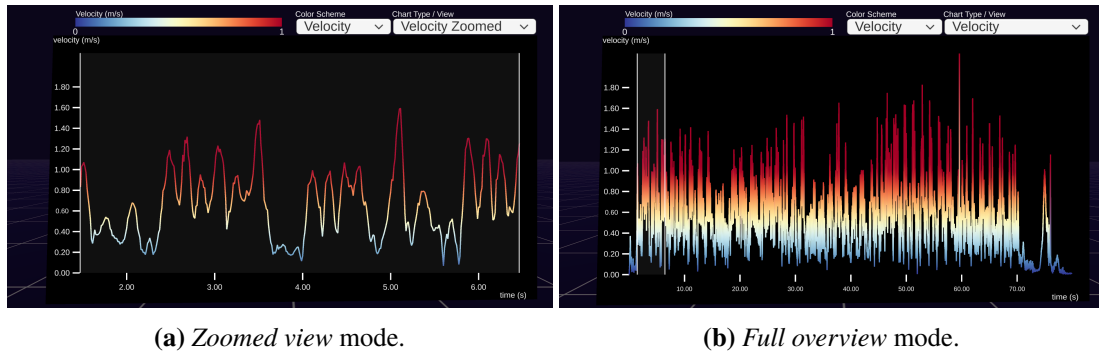 Velocity (m/s)
0
1
Color Scheme
Velocity
Chart Type / View
Velocity Zoomed
velocity (m/s)
1.80
1.60
1.40
1.20
1.00
0.80
0.60
0.40
0.20
0.00
2.00
3.00
4.00
5.00
6.00
time (s)
(a) Zoomed view mode.
Velocity (m/s)
0
1
Color Scheme
Velocity
Chart Type / View
Velocity
velocity (m/s)
1.80
1.60
1.40
1.20
1.00
0.80
0.60
0.40
0.20
0.00
10.00
20.00
30.00
40.00
50.00
60.00
70.00
time (s)
(b) Full overview mode.